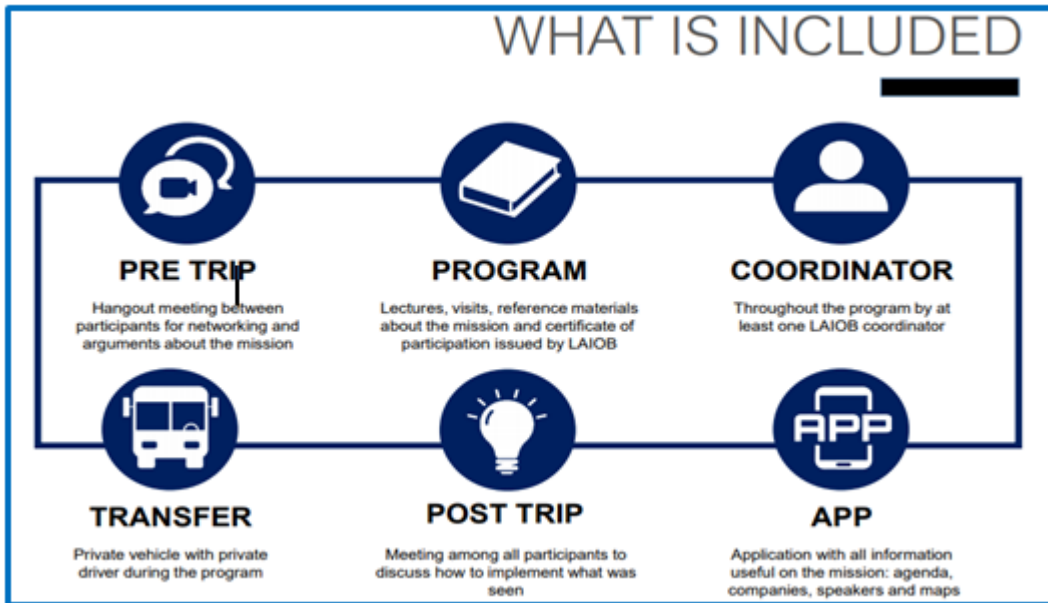 WHAT IS INCLUDED
PRE TRIP
Hangout meeting between
participants for networking and
arguments about the mission
PROGRAM
Lectures, visits, reference materials
about the mission and certificate of
participation issued by LAIOB
COORDINATOR
Throughout the program by at
least one LAIOB coordinator
TRANSFER
Private vehicle with private
driver during the program
POST TRIP
Meeting among all participants to
discuss how to implement what was
seen
APP
APP
Application with all information
useful on the mission: agenda,
companies, speakers and maps